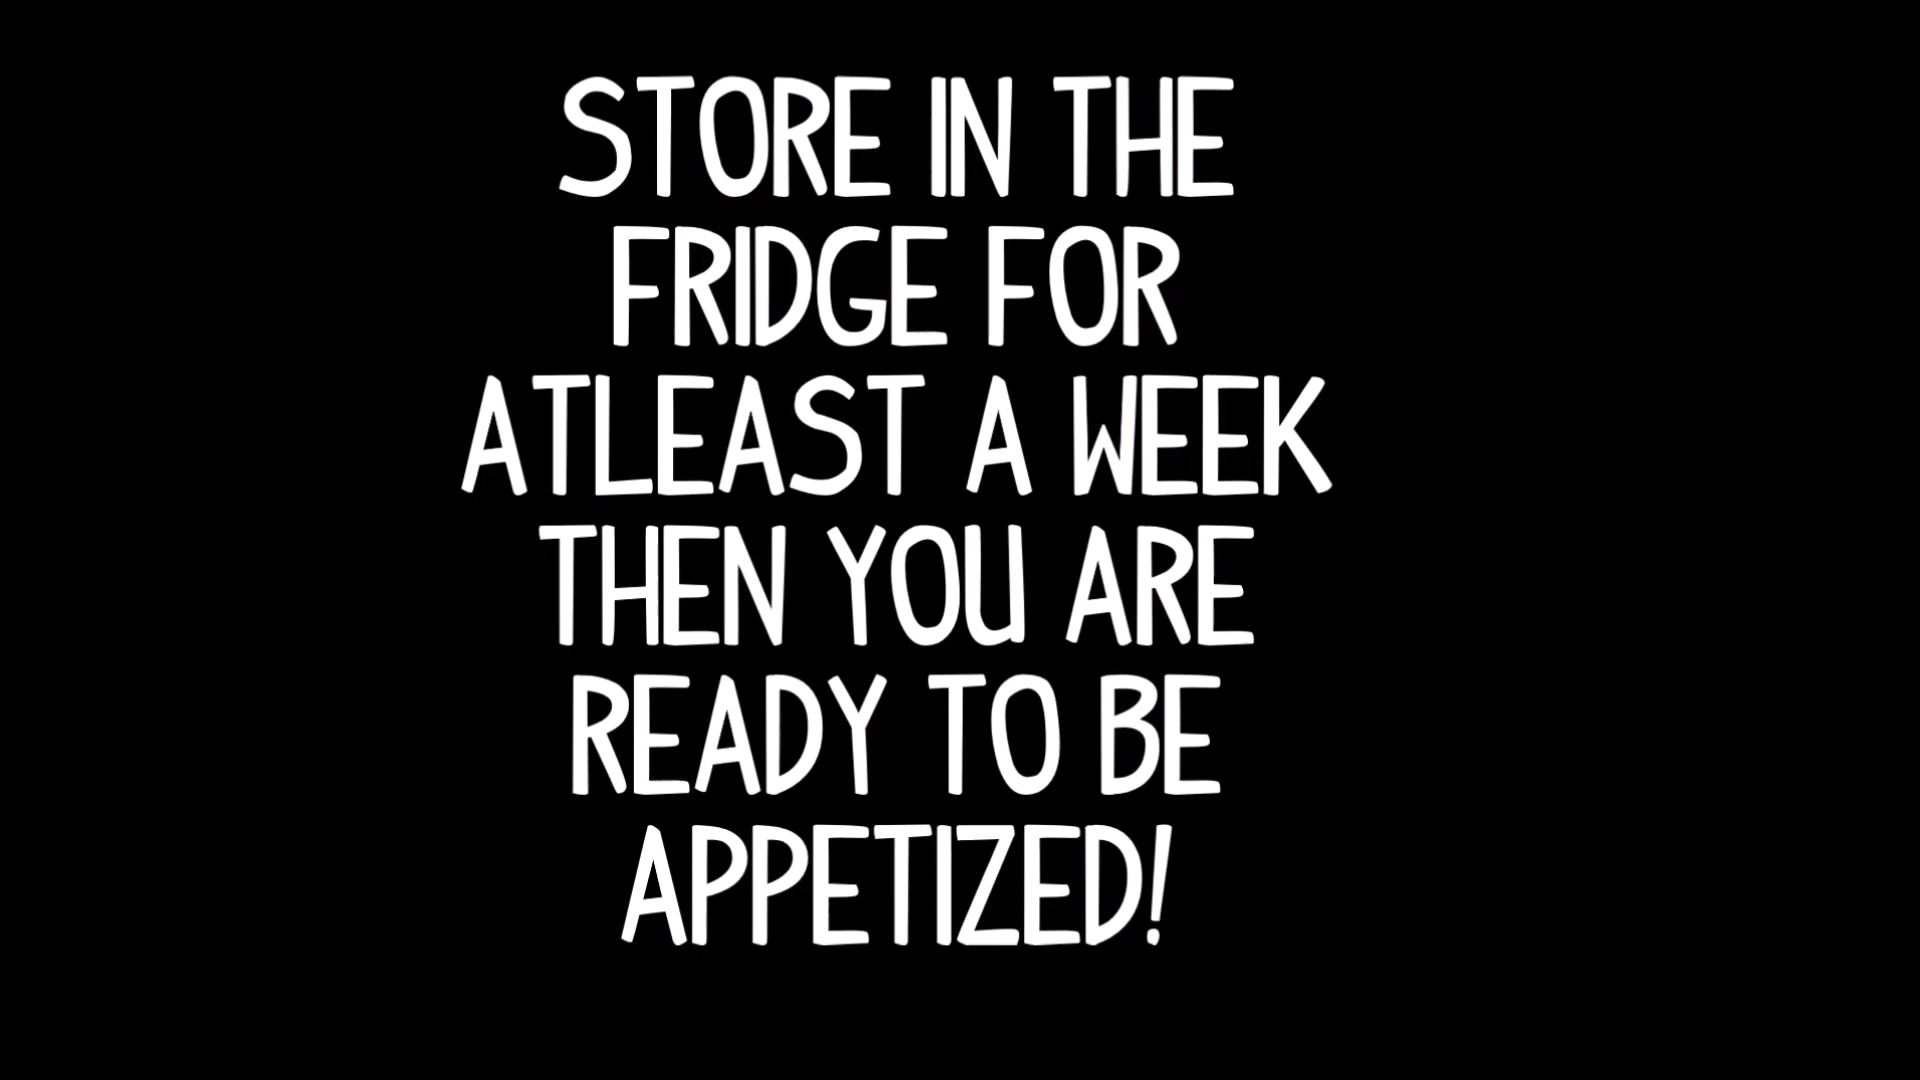 STORE IN THE
FRIDGE FOR
ATLEAST A WEEK
THEN YOU ARE
READY TO BE
APPETIZED!